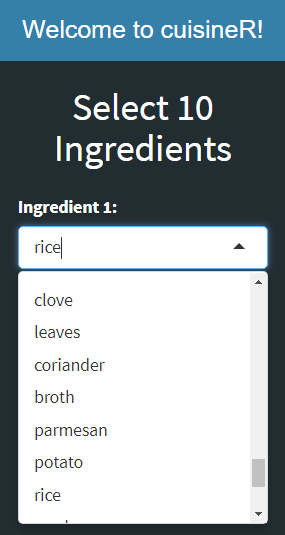 Welcome to cuisineR!
Select 10
Ingredients
Ingredient 1:
rice
clove
leaves
coriander
broth
parmesan
potato
rice